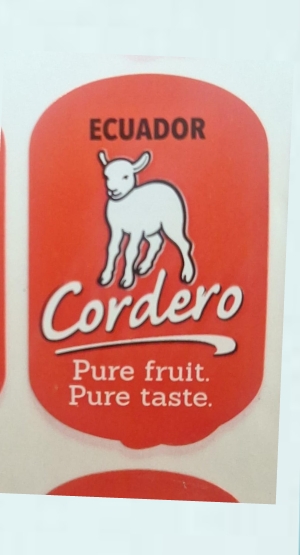 ECUADOR
Cordero
Pure fruit.
Pure taste.